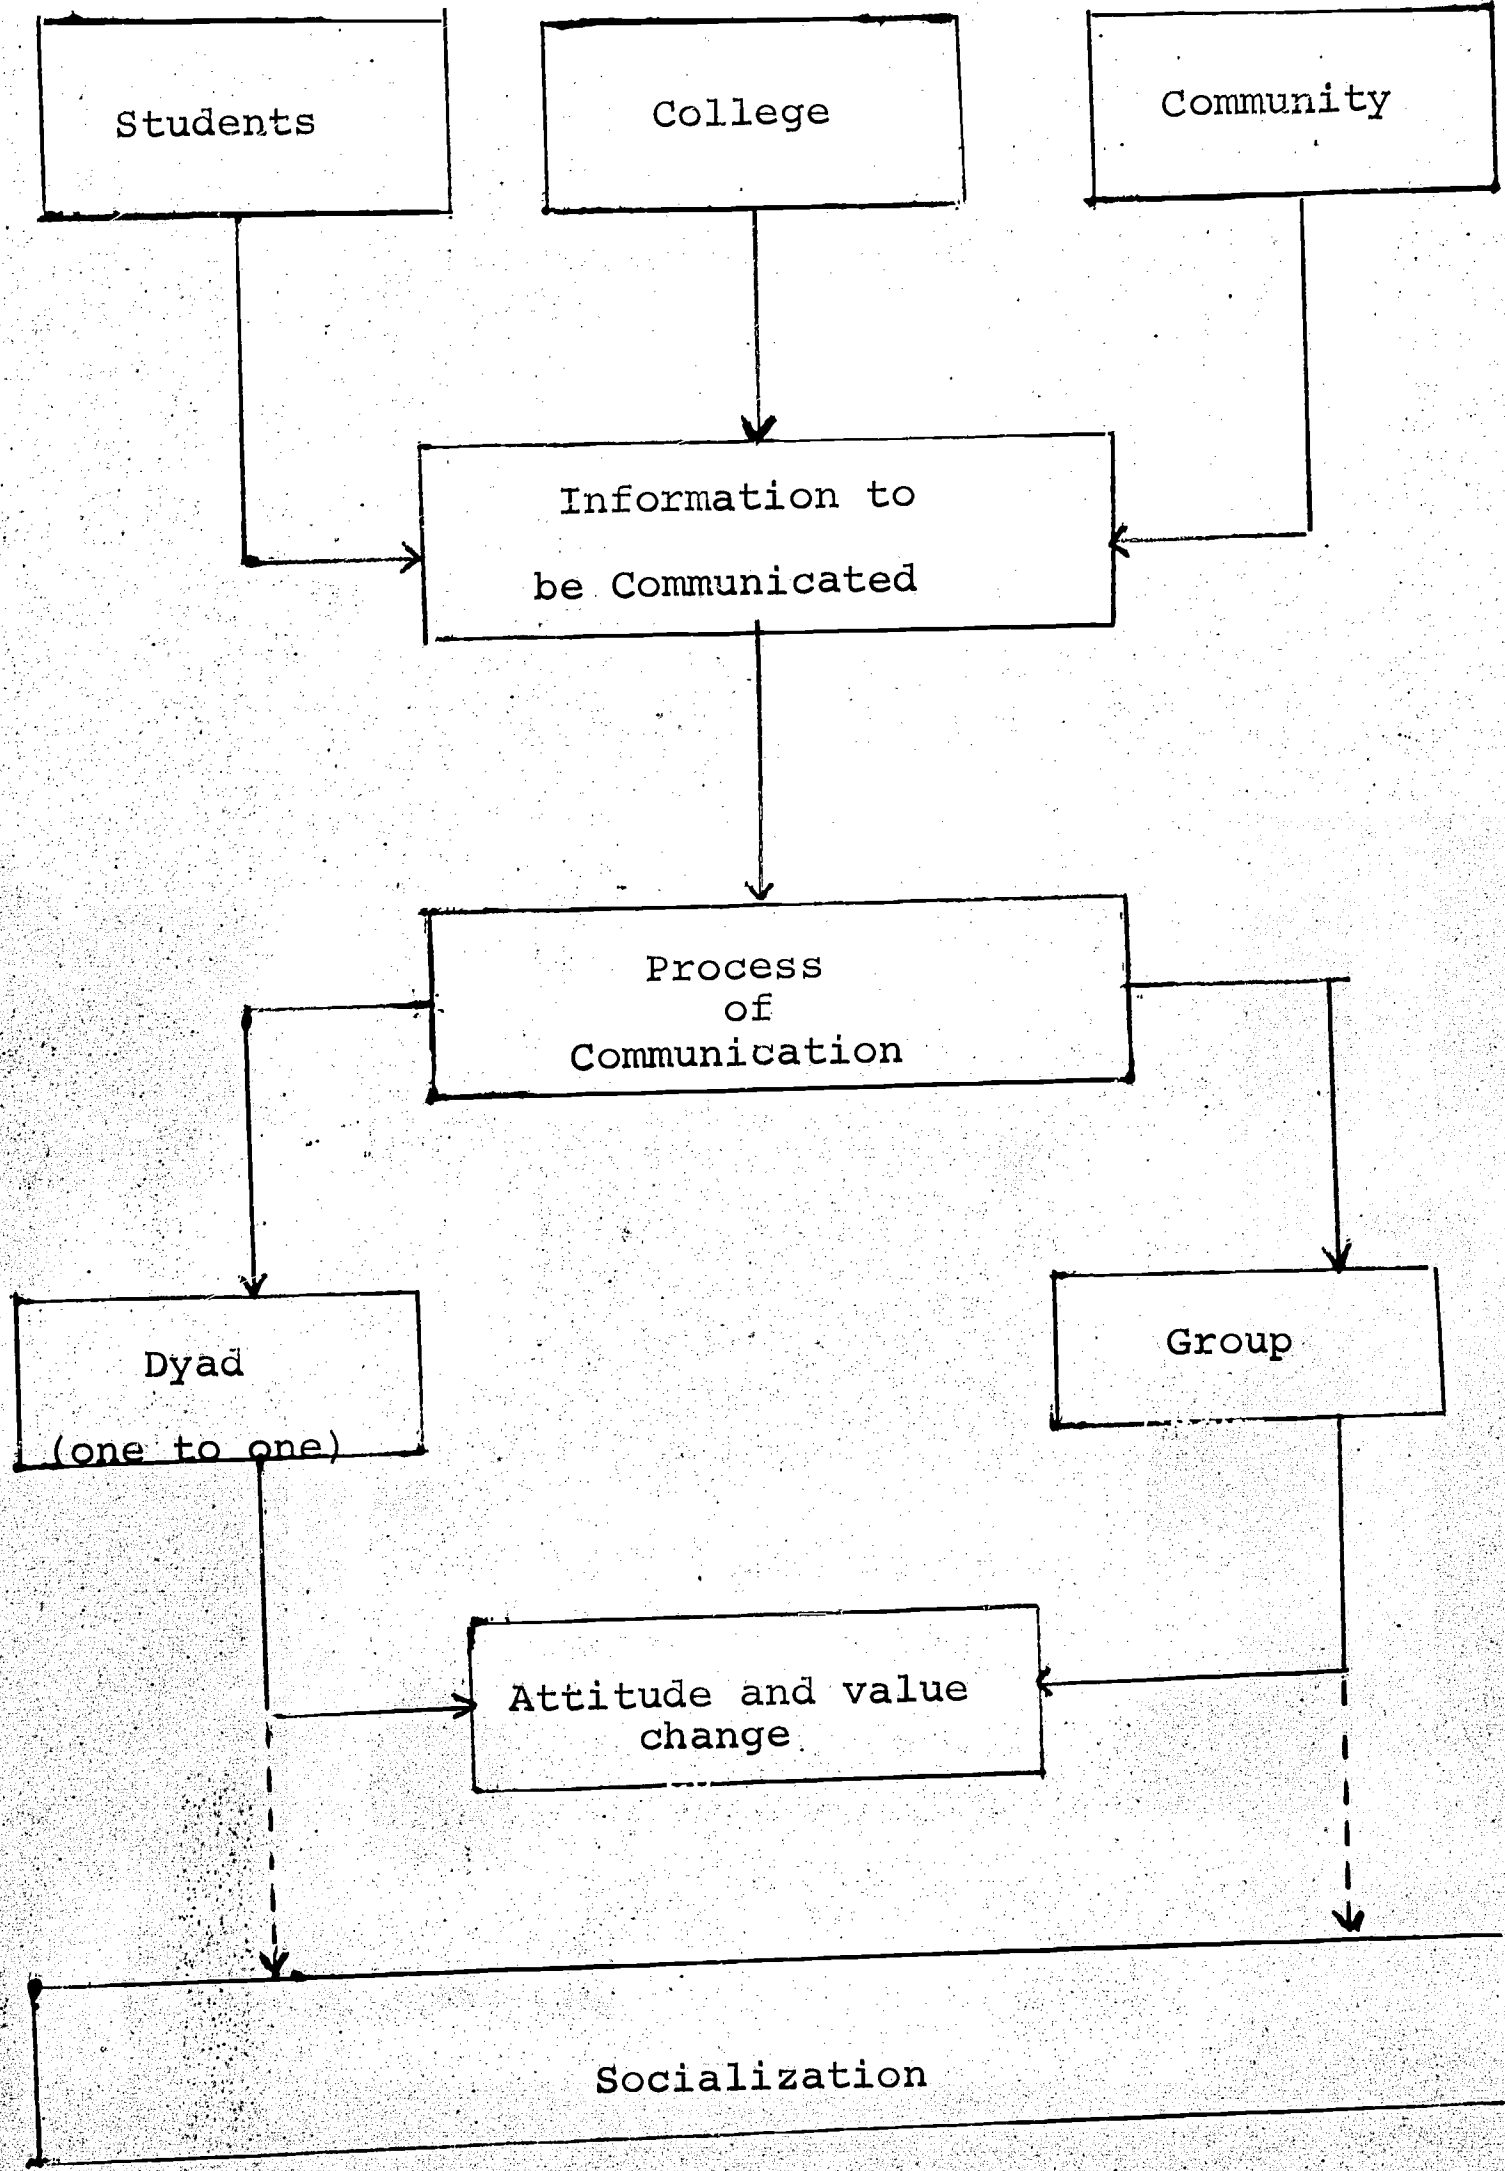 Students
College
Community
Information to
be Communicated
Process
of
Communication
Dyad
(one to one)
Group
Attitude and value
change
Socialization